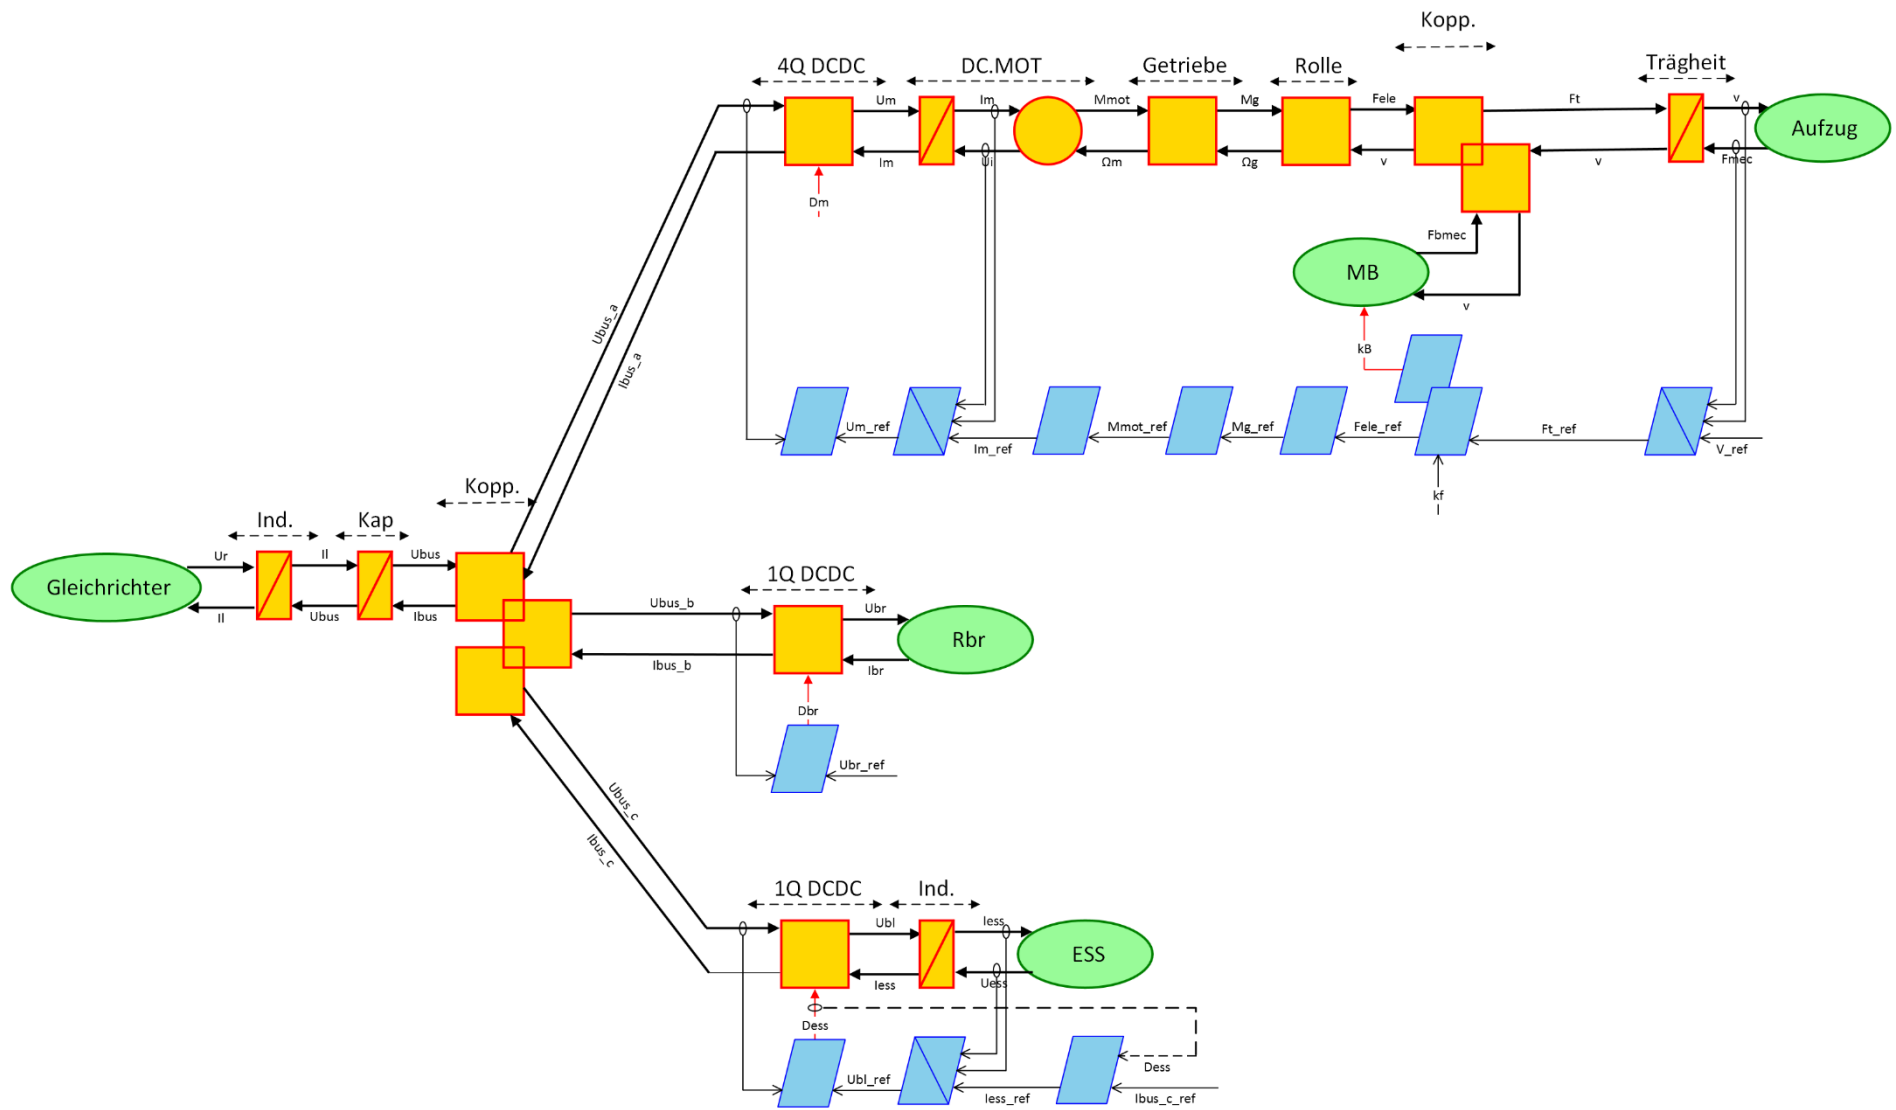 Kopp.
4Q DCDC
DC.MOT
Getriebe
Rolle
Trägheit
Um
Im
Mmot
Mg
Fele
Ft
v
Aufzug
Im
Ui
Ωm
Ωg
v
v
Fmec
Dm
Fbmec
MB
v
kB
Ubus_a
Ibus_a
Um_ref
Im_ref
Mmot_ref
Mg_ref
Fele_ref
Ft_ref
V_ref
kf
Kopp.
Ind.
Kap
Ur
Il
Ubus
Gleichrichter
Il
Ubus
Ibus
1Q DCDC
Ubus_b
Ubr
Rbr
Ibus_b
Ibr
Dbr
Ubr_ref
Ubus_c
Ibus_c
1Q DCDC
Ind.
Ubl
Iess
ESS
Iess
Uess
Dess
Dess
Ubl_ref
Iess_ref
Ibus_c_ref